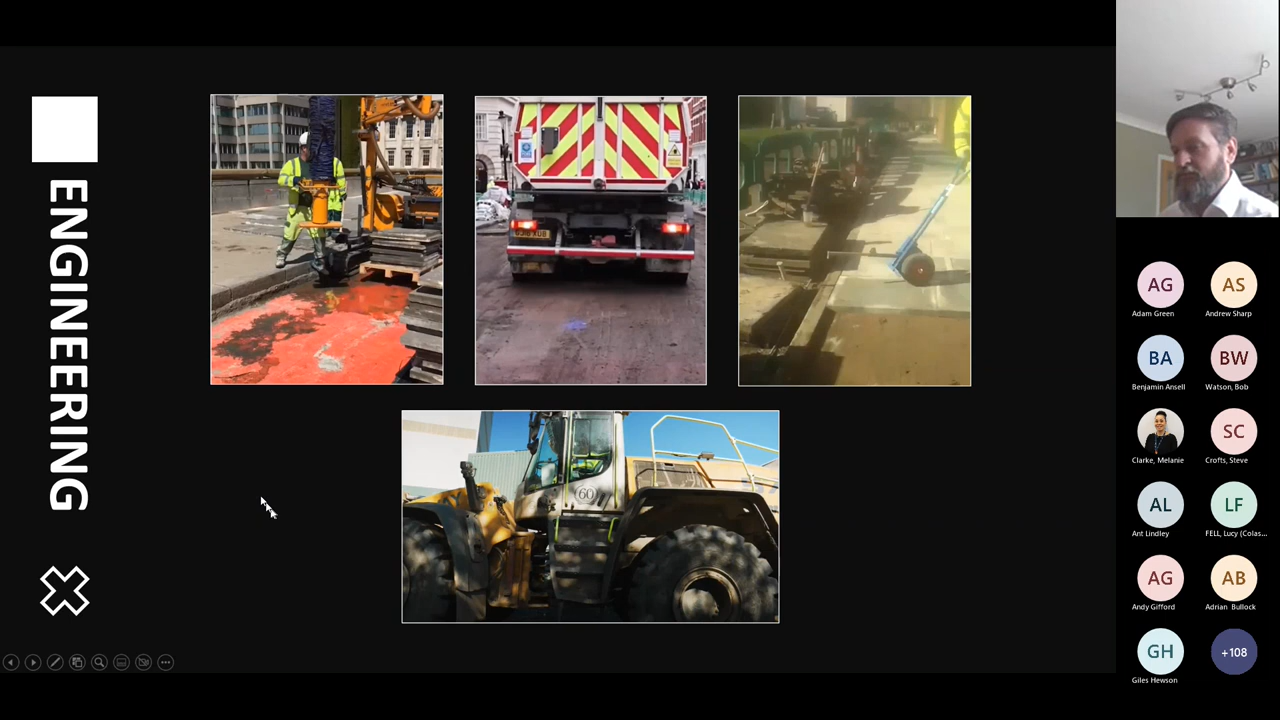 ENGINEERING
60
AG
Adam Green
AS
Andrew Sharp
BA
Benjamin Ansell
BW
Watson, Bob
Clarke, Melanie
SC
Crofts, Steve
AL
Ant Lindley
LF
FELL, Lucy (Colas...
AG
Andy Gifford
AB
Adrian Bullock
GH
Giles Hewson
+108